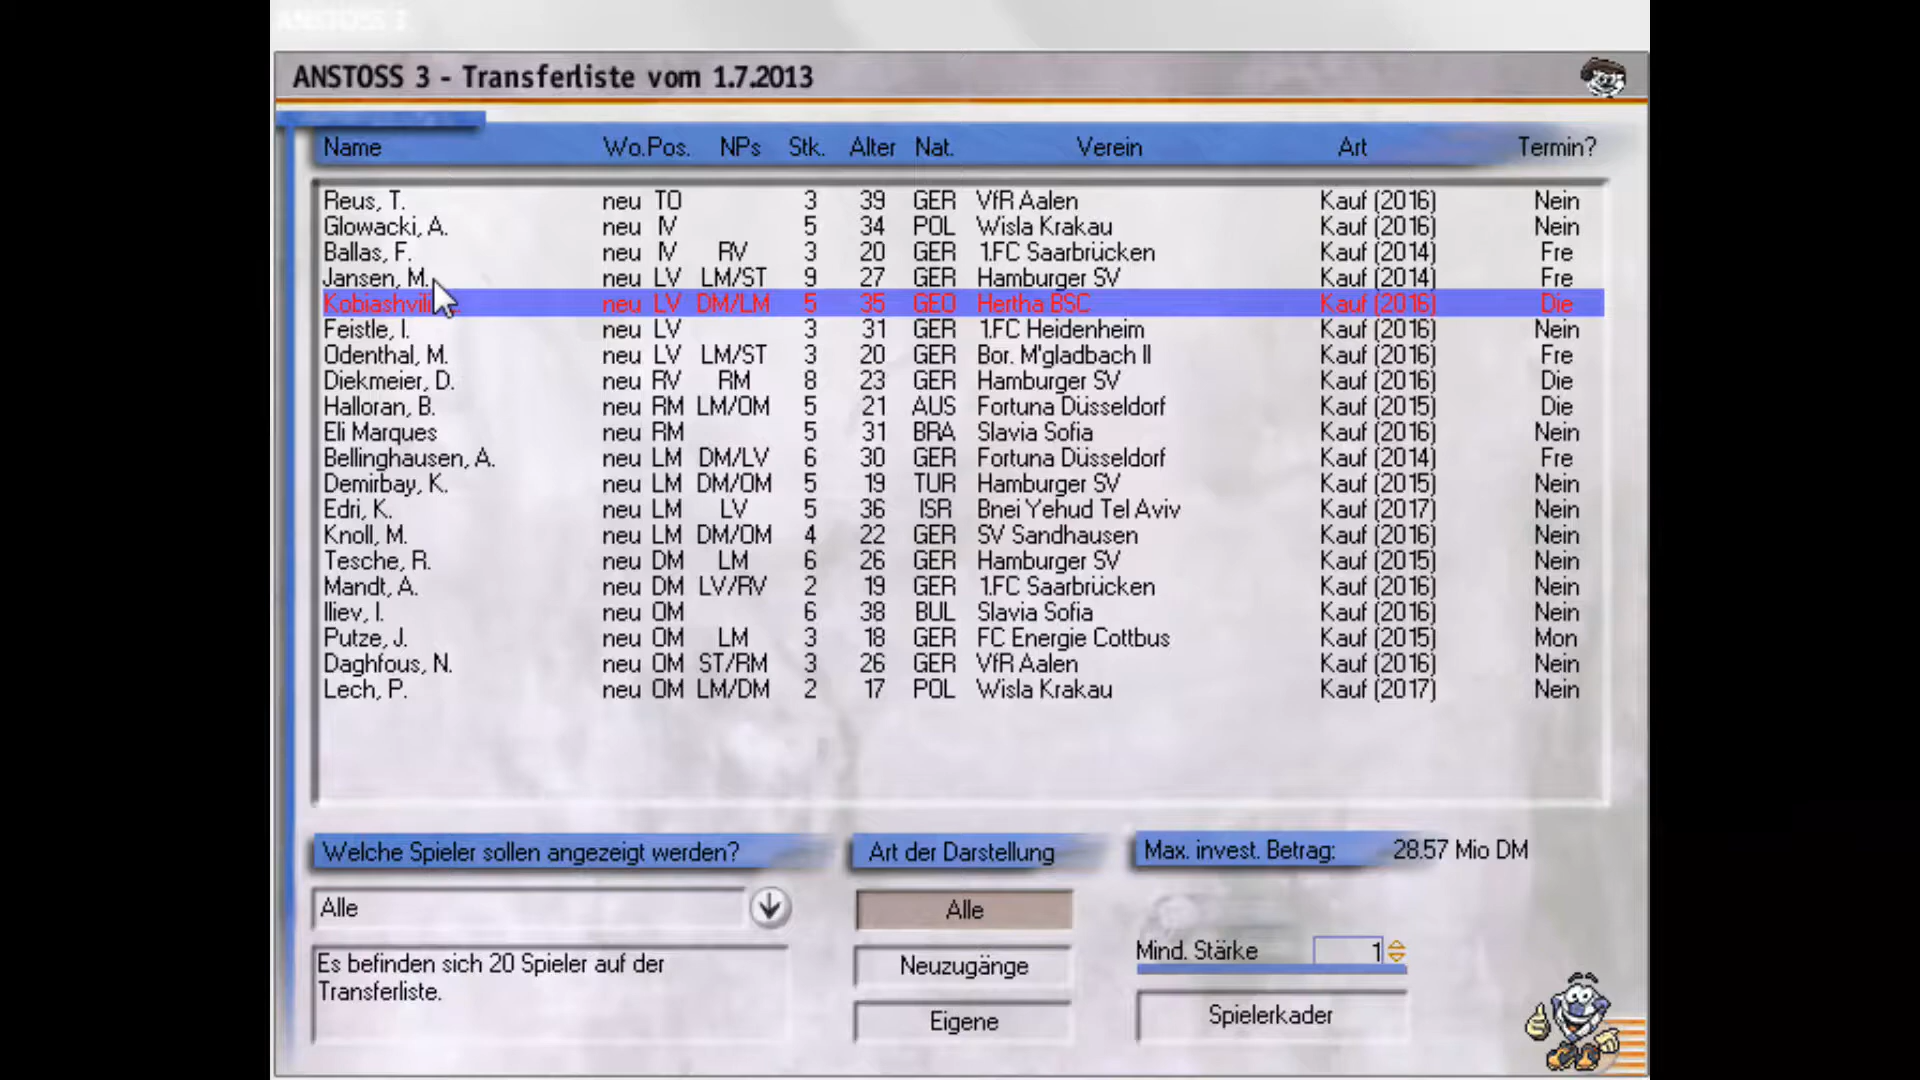 ANSTOSS 3
ANSTOSS 3 - Transferliste vom 1.7.2013
Name Wo. Pos. NPs Stk. Alter Nat. Verein Art Termin?
Reus, T. neu TO 3 39 GER VfR Aalen Kauf (2016) Nein
Glowacki, A. neu IV 5 34 POL Wisla Krakau Kauf (2016) Nein
Ballas, F. neu IV RV 3 20 GER 1.FC Saarbrücken Kauf (2014) Fre
Jansen, M. neu LV LM/ST 9 27 GER Hamburger SV Kauf (2014) Fre
Kobiashvili neu LV DM/LM 5 35 GEO Hertha BSC Kauf (2016) Die
Feistle, I. neu LV 3 31 GER 1.FC Heidenheim Kauf (2016) Nein
Odenthal, M. neu LV LM/ST 3 20 GER Bor. M'gladbach II Kauf (2016) Fre
Diekmeier, D. neu RV RM 8 23 GER Hamburger SV Kauf (2016) Die
Halloran, B. neu RM LM/OM 5 21 AUS Fortuna Düsseldorf Kauf (2015) Die
Eli Marques neu RM 5 31 BRA Slavia Sofia Kauf (2016) Nein
Bellinghausen, A. neu LM DM/LV 6 30 GER Fortuna Düsseldorf Kauf (2014) Fre
Demirbay, K. neu LM DM/OM 5 19 TUR Hamburger SV Kauf (2015) Nein
Edri, K. neu LM LV 5 36 ISR Bnei Yehud Tel Aviv Kauf (2017) Nein
Knoll, M. neu LM DM/OM 4 22 GER SV Sandhausen Kauf (2016) Nein
Tesche, R. neu DM LM 6 26 GER Hamburger SV Kauf (2015) Nein
Mandt, A. neu DM LV/RV 2 19 GER 1.FC Saarbrücken Kauf (2016) Nein
Iliev, I. neu OM 6 38 BUL Slavia Sofia Kauf (2016) Nein
Putze, J. neu OM LM 3 18 GER FC Energie Cottbus Kauf (2015) Mon
Daghfous, N. neu OM ST/RM 3 26 GER VfR Aalen Kauf (2016) Nein
Lech, P. neu OM LM/DM 2 17 POL Wisla Krakau Kauf (2017) Nein
Welche Spieler sollen angezeigt werden? Art der Darstellung Max. invest. Betrag: 28.57 Mio DM
Alle Alle
Mind. Stärke 1
Es befinden sich 20 Spieler auf der Neuzugänge
Transferliste.
Eigene Spielerkader